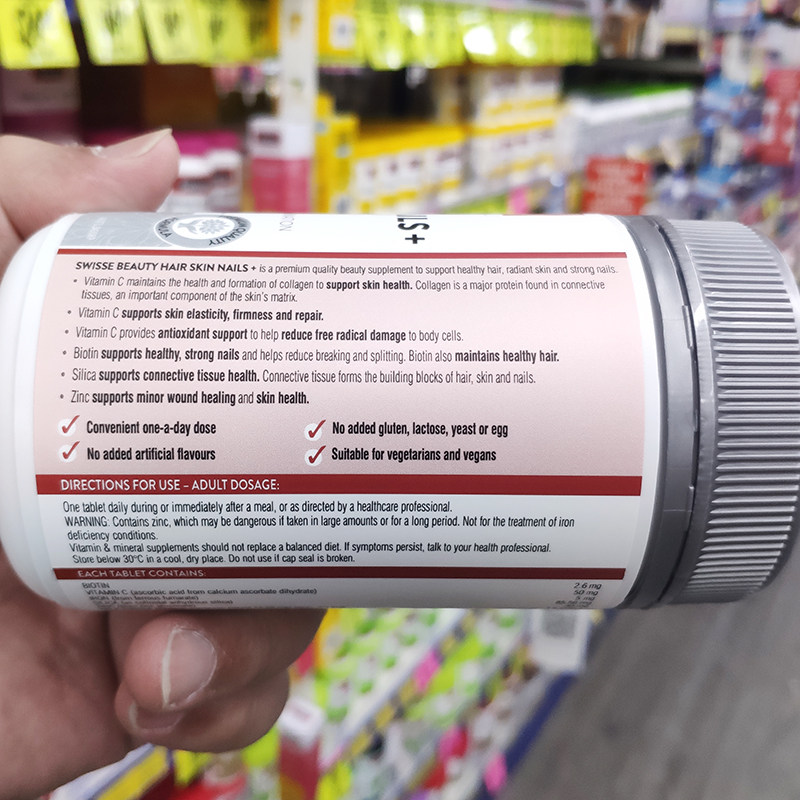 QUALITY
LS +
SWISSE BEAUTY HAIR SKIN NAILS + is a premium quality beauty supplement to support healthy hair, radiant skin and strong nails.
• Vitamin C maintains the health and formation of collagen to support skin health. Collagen is a major protein found in connective
tissues, an important component of the skin's matrix.
• Vitamin C supports skin elasticity, firmness and repair.
• Vitamin C provides antioxidant support to help reduce free radical damage to body cells.
• Biotin supports healthy, strong nails and helps reduce breaking and splitting. Biotin also maintains healthy hair.
• Silica supports connective tissue health. Connective tissue forms the building blocks of hair, skin and nails.
• Zinc supports minor wound healing and skin health.
✓ Convenient one-a-day dose ✓ No added gluten, lactose, yeast or egg
✓ No added artificial flavours ✓ Suitable for vegetarians and vegans
DIRECTIONS FOR USE – ADULT DOSAGE:
One tablet daily during or immediately after a meal, or as directed by a healthcare professional.
WARNING: Contains zinc, which may be dangerous if taken in large amounts or for a long period. Not for the treatment of iron
deficiency conditions.
Vitamin & mineral supplements should not replace a balanced diet. If symptoms persist, talk to your health professional.
Store below 30°C in a cool, dry place. Do not use if cap seal is broken.
EACH TABLET CONTAINS:
BIOTIN 2.6 mg
VITAMIN C (ascorbic acid from calcium ascorbate dihydrate) 50 mg
IRON (from ferrous fumarate) 5 mg